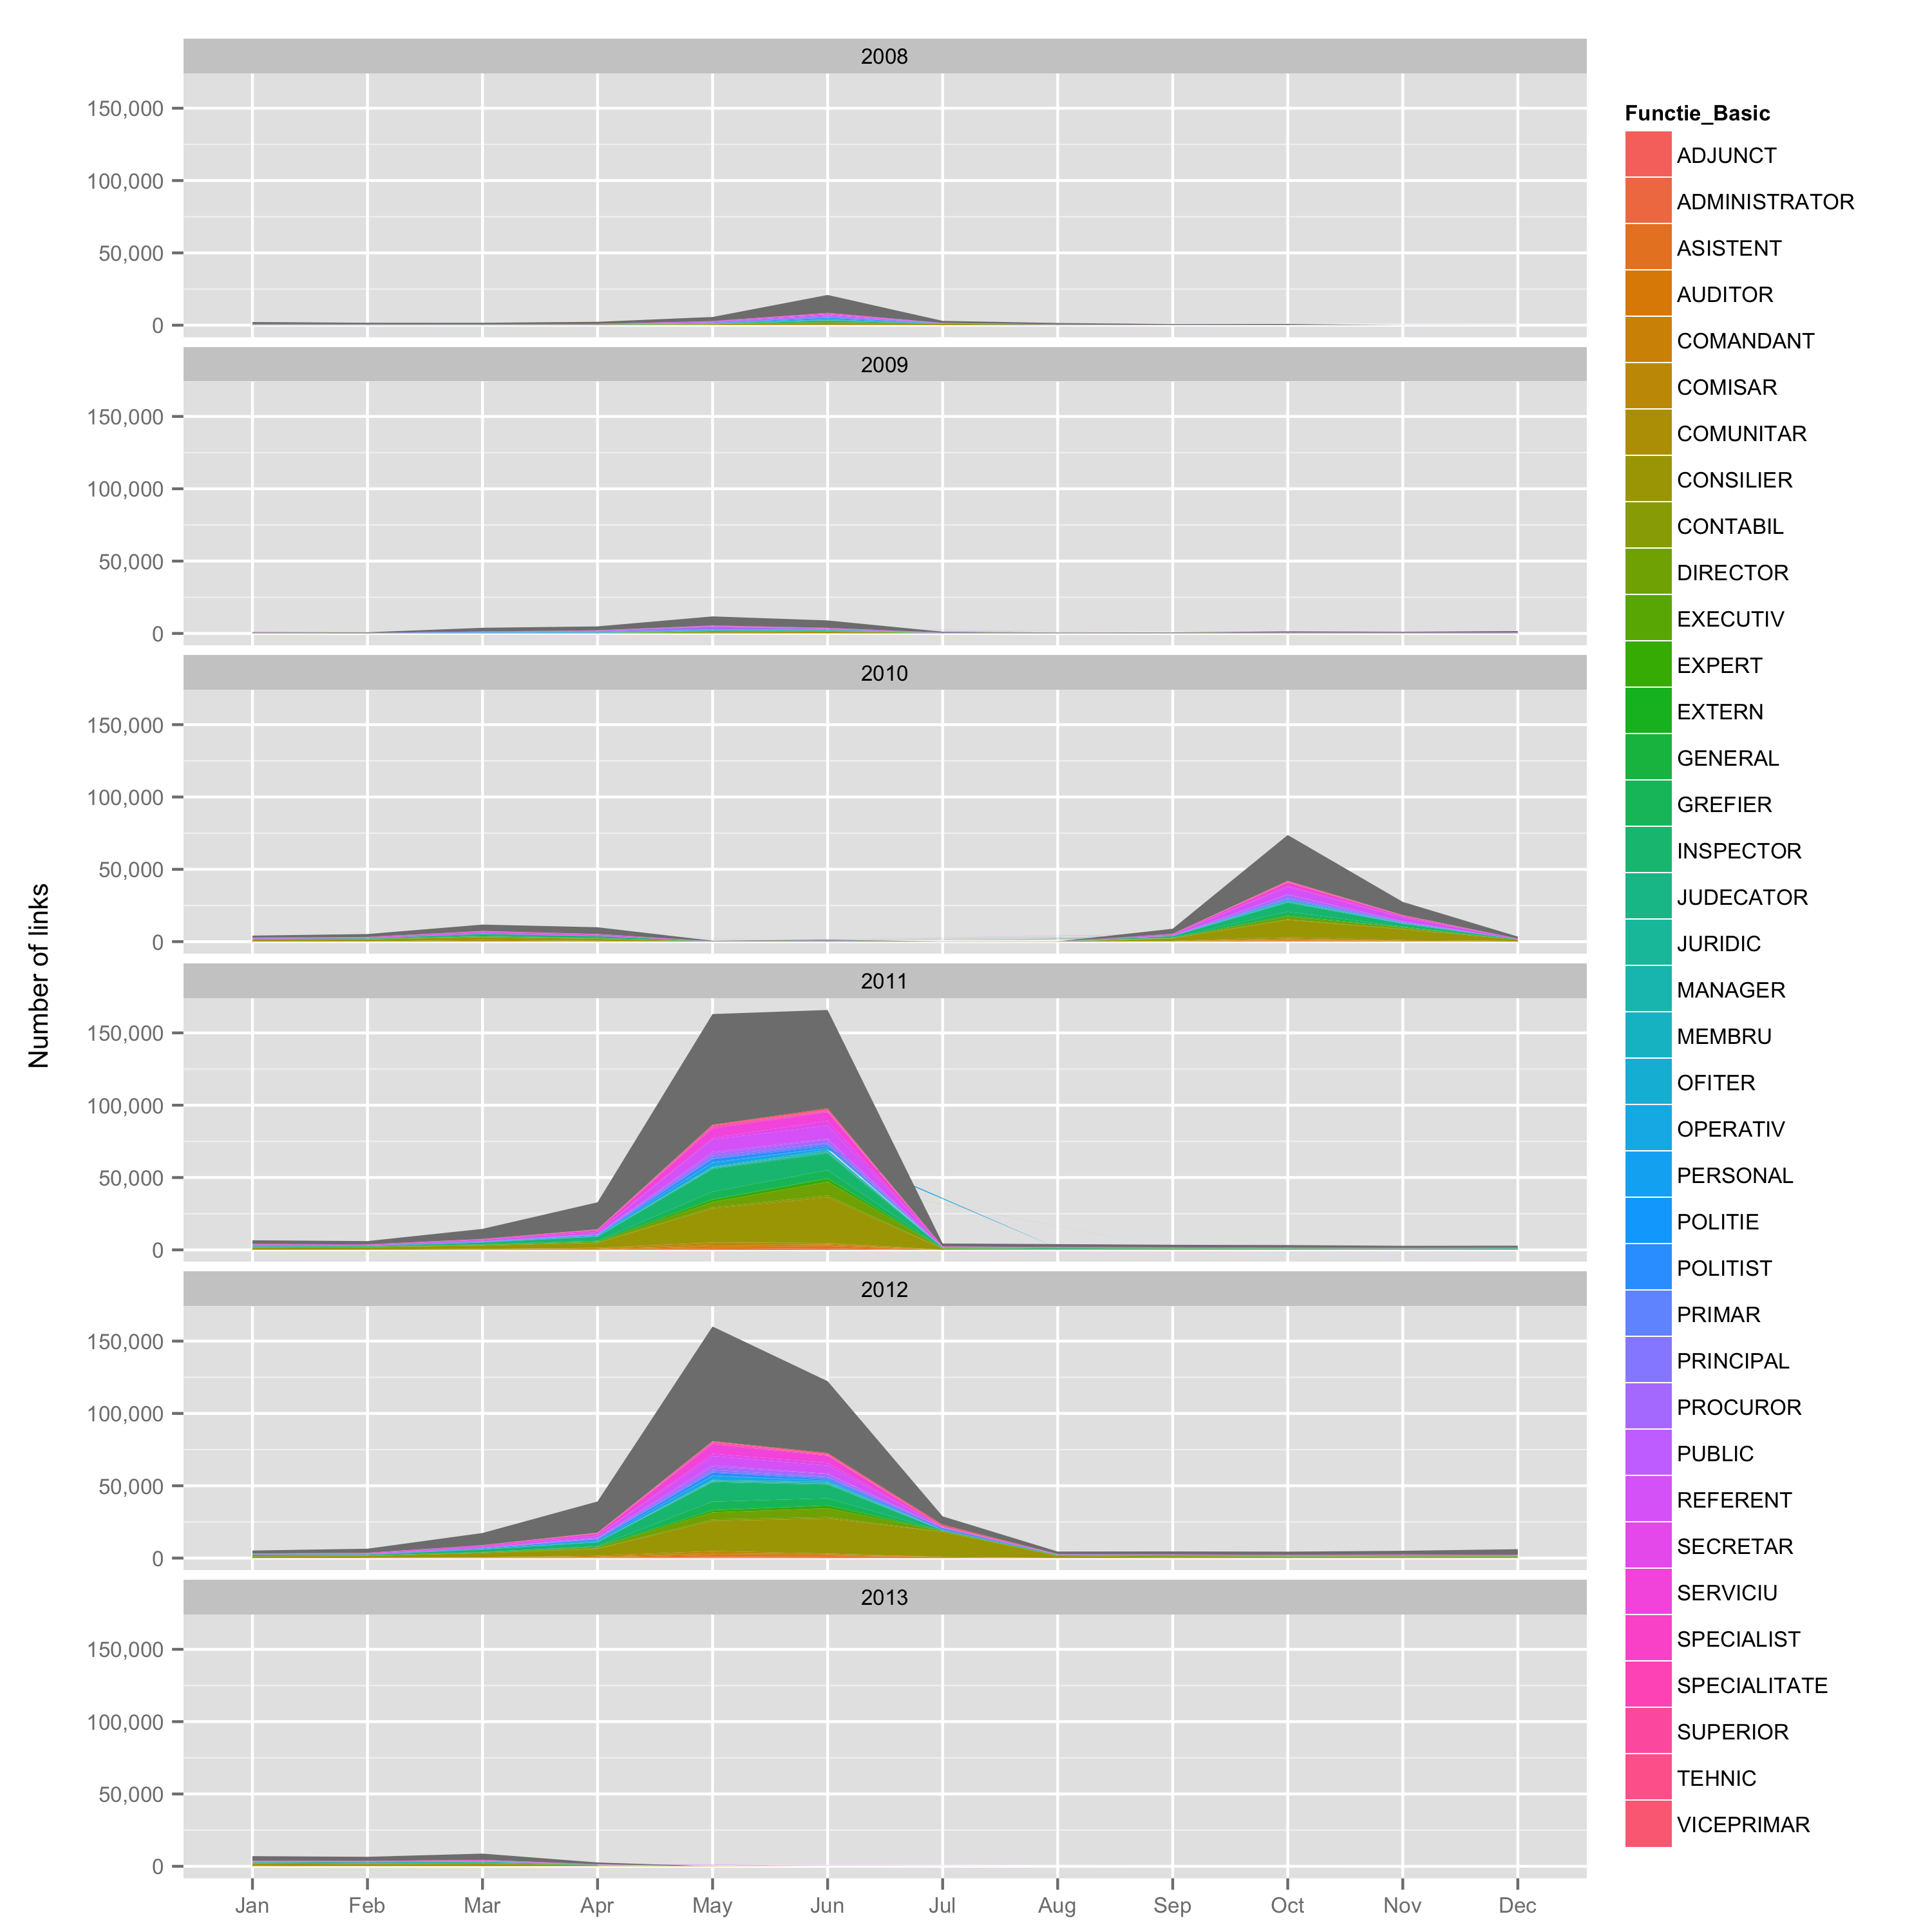 2008
150,000
100,000
50,000
0
2009
150,000
100,000
50,000
0
2010
150,000
100,000
50,000
0
2011
150,000
100,000
50,000
0
2012
150,000
100,000
50,000
0
2013
150,000
100,000
50,000
0
Jan Feb Mar Apr May Jun Jul Aug Sep Oct Nov Dec
Number of links
Functie_Basic
ADJUNCT
ADMINISTRATOR
ASISTENT
AUDITOR
COMANDANT
COMISAR
COMUNITAR
CONSILIER
CONTABIL
DIRECTOR
EXECUTIV
EXPERT
EXTERN
GENERAL
GREFIER
INSPECTOR
JUDECATOR
JURIDIC
MANAGER
MEMBRU
OFITER
OPERATIV
PERSONAL
POLITIE
POLITIST
PRIMAR
PRINCIPAL
PROCUROR
PUBLIC
REFERENT
SECRETAR
SERVICIU
SPECIALIST
SPECIALITATE
SUPERIOR
TEHNIC
VICEPRIMAR